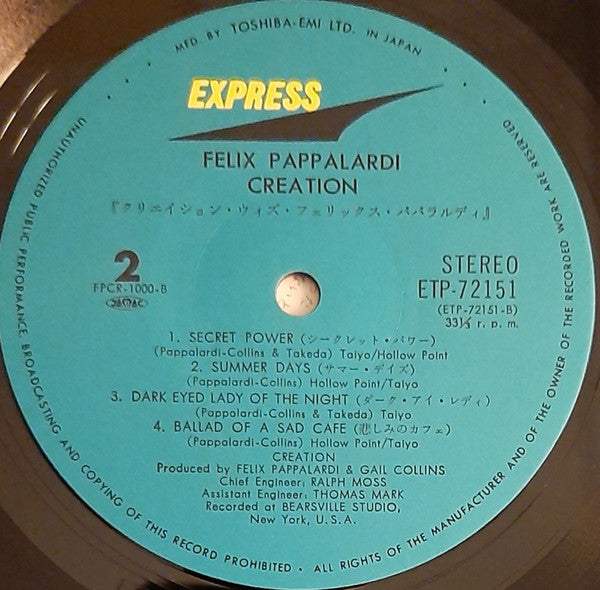 MFD. BY TOSHIBA-EMI LTD. IN JAPAN
EXPRESS
FELIX PAPPALARDI
CREATION
『クリエイション・ウィズ・フェリックス・パパラルディ』
2
FPCR-1000-B
JASRAC
STEREO
ETP-72151
(ETP-72151-B)
33⅓ r. p. m.
1. SECRET POWER (シークレット・パワー)
(Pappalardi-Collins & Takeda) Taiyo/Hollow Point
2. SUMMER DAYS (サマー・デイズ)
(Pappalardi-Collins) Hollow Point/Taiyo
3. DARK EYED LADY OF THE NIGHT (ダーク・アイ・レディ)
(Pappalardi-Collins & Takeda) Taiyo
4. BALLAD OF A SAD CAFE (悲しみのカフェ)
(Pappalardi-Collins) Hollow Point/Taiyo
CREATION
Produced by FELIX PAPPALARDI & GAIL COLLINS
Chief Engineer: RALPH MOSS
Assistant Engineer: THOMAS MARK
Recorded at BEARSVILLE STUDIO,
New York, U.S.A.
UNAUTHORIZED PUBLIC PERFORMANCE, BROADCASTING AND COPYING OF THIS RECORD PROHIBITED • ALL RIGHTS OF THE MANUFACTURER AND OF THE OWNER OF THE RECORDED WORK ARE RESERVED